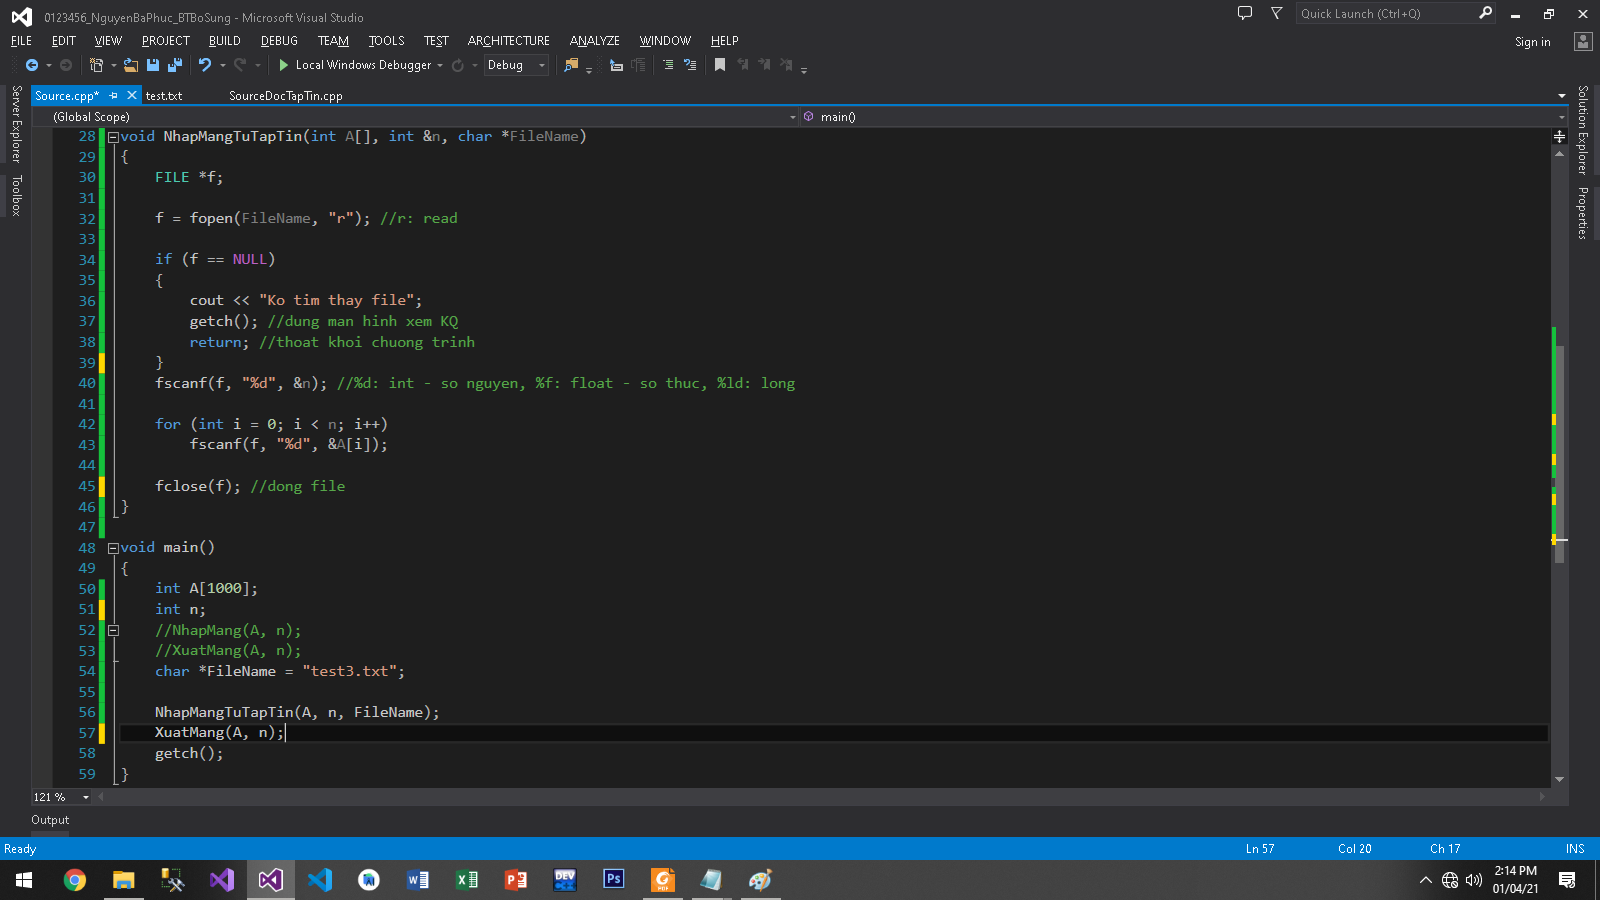 0123456_NguyenBaPhuc_BTBoSung - Microsoft Visual Studio
Quick Launch (Ctrl+Q)
FILE EDIT VIEW PROJECT BUILD DEBUG TEAM TOOLS TEST ARCHITECTURE ANALYZE WINDOW HELP
Sign in
Local Windows Debugger
Debug
Server Explorer
Toolbox
Source.cpp*
test.txt
SourceDocTapTin.cpp
(Global Scope)
main()
28 void NhapMangTuTapTin(int A[], int &n, char *FileName)
29 {
30 FILE *f;
31
32 f = fopen(FileName, "r"); //r: read
33
34 if (f == NULL)
35 {
36 cout << "Ko tim thay file";
37 getch(); //dung man hinh xem KQ
38 return; //thoat khoi chuong trinh
39 }
40 fscanf(f, "%d", &n); //%d: int - so nguyen, %f: float - so thuc, %ld: long
41
42 for (int i = 0; i < n; i++)
43 fscanf(f, "%d", &A[i]);
44
45 fclose(f); //dong file
46 }
47
48 void main()
49 {
50 int A[1000];
51 int n;
52 //NhapMang(A, n);
53 //XuatMang(A, n);
54 char *FileName = "test3.txt";
55
56 NhapMangTuTapTin(A, n, FileName);
57 XuatMang(A, n);
58 getch();
59 }
Solution Explorer
Properties
121 %
Output
Ready
Ln 57
Col 20
Ch 17
INS
DEV
Ps
PDF
2:14 PM
01/04/21